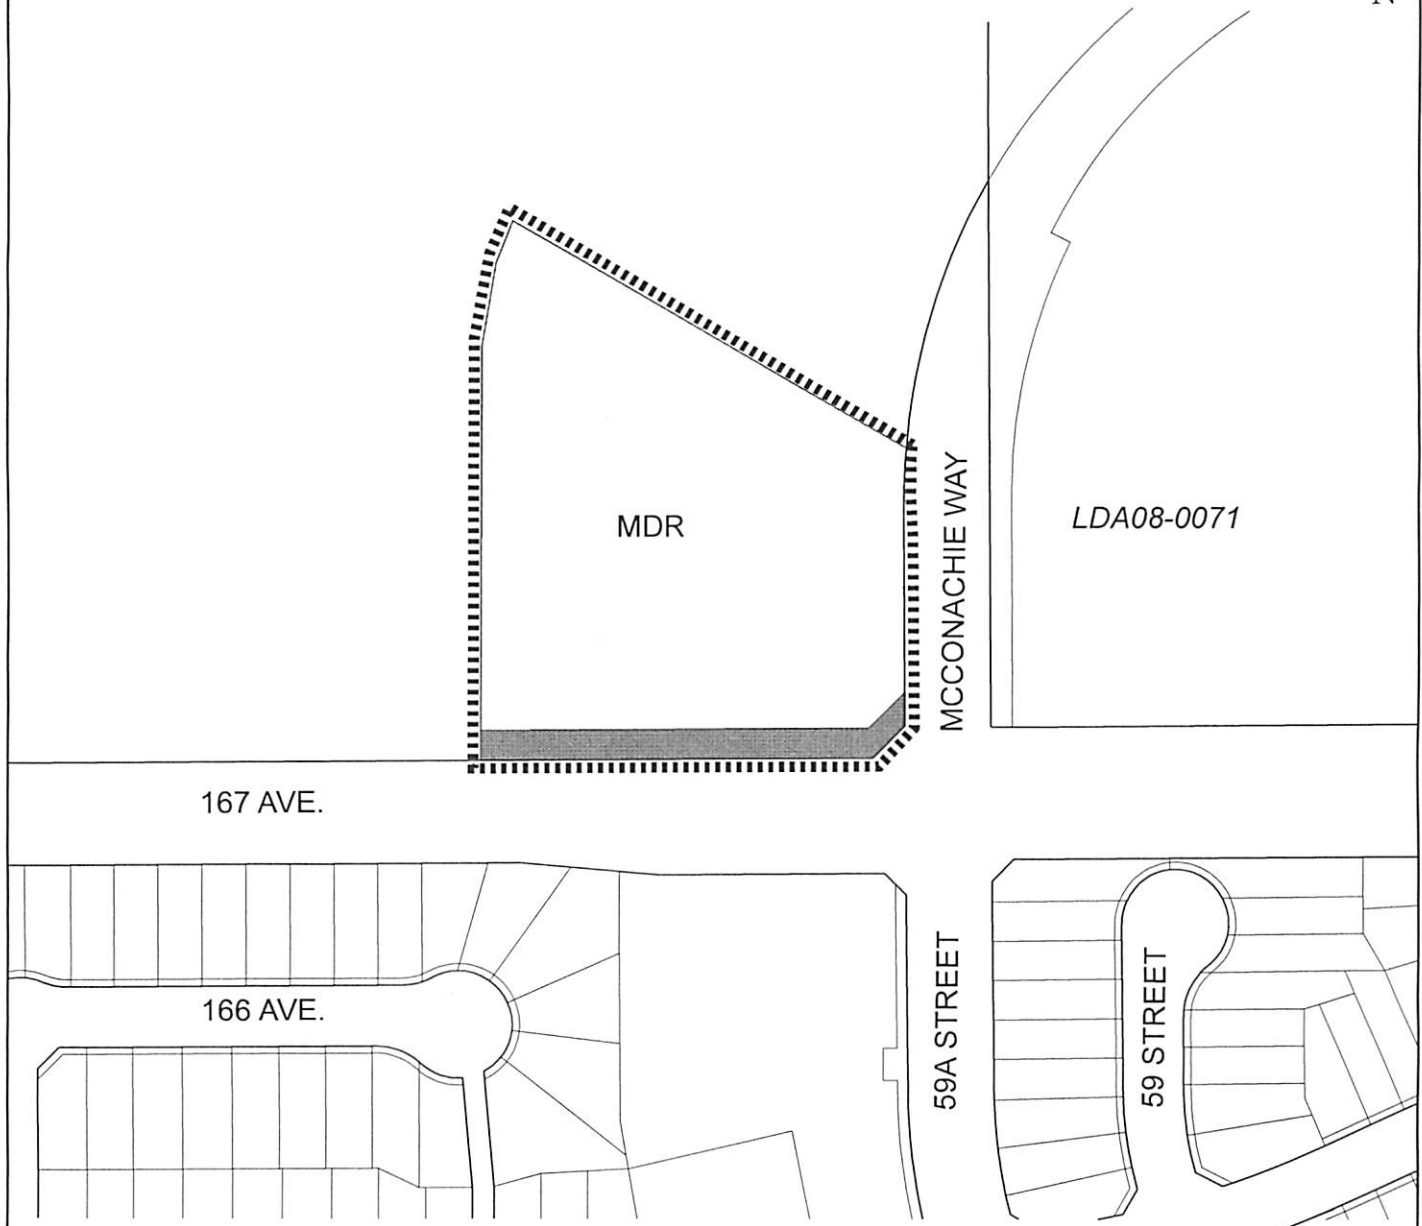 N
MDR
MCCONACHIE WAY
LDA08-0071
167 AVE.
166 AVE.
59A STREET
59 STREET